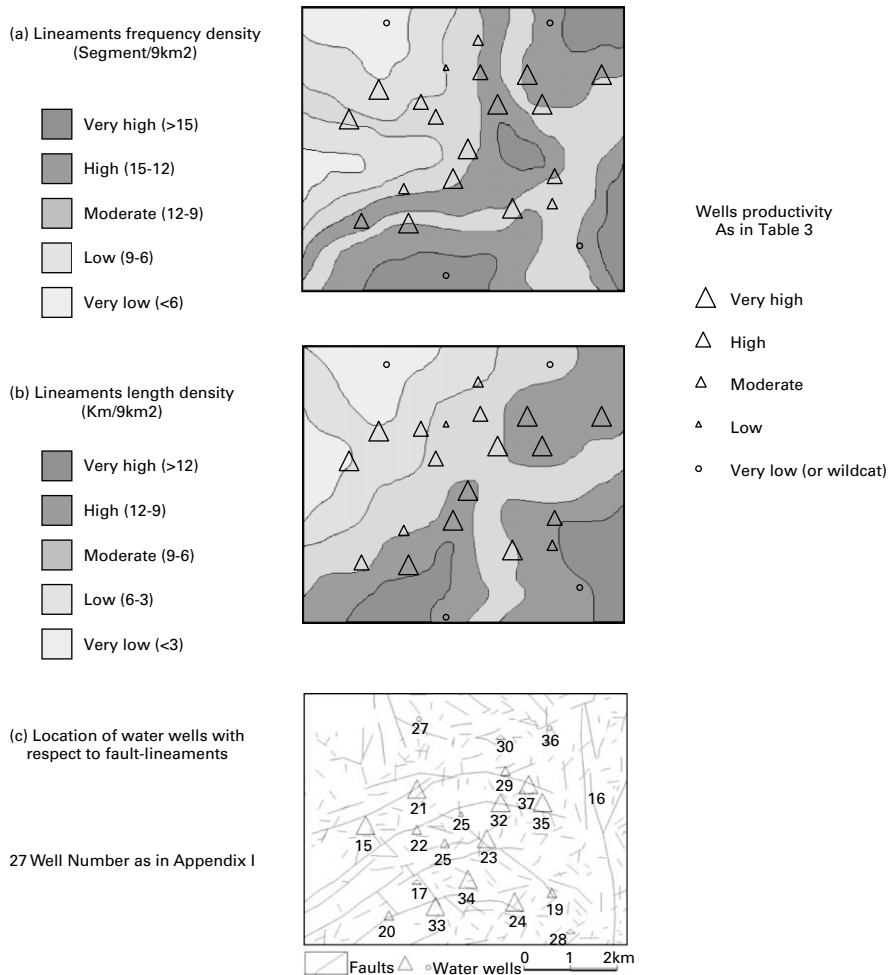 (a) Lineaments frequency density
(Segment/9km2)
Very high (>15)
High (15-12)
Moderate (12-9)
Low (9-6)
Very low (<6)
(b) Lineaments length density
(Km/9km2)
Very high (>12)
High (12-9)
Moderate (9-6)
Low (6-3)
Very low (<3)
Wells productivity
As in Table 3
Very high
High
Moderate
Low
Very low (or wildcat)
(c) Location of water wells with
respect to fault-lineaments
27 Well Number as in Appendix I
27
30
36
29
21
37
16
32
35
25
15
22
25
23
17
34
19
20
33
24
28
Faults
Water wells
0 1 2km